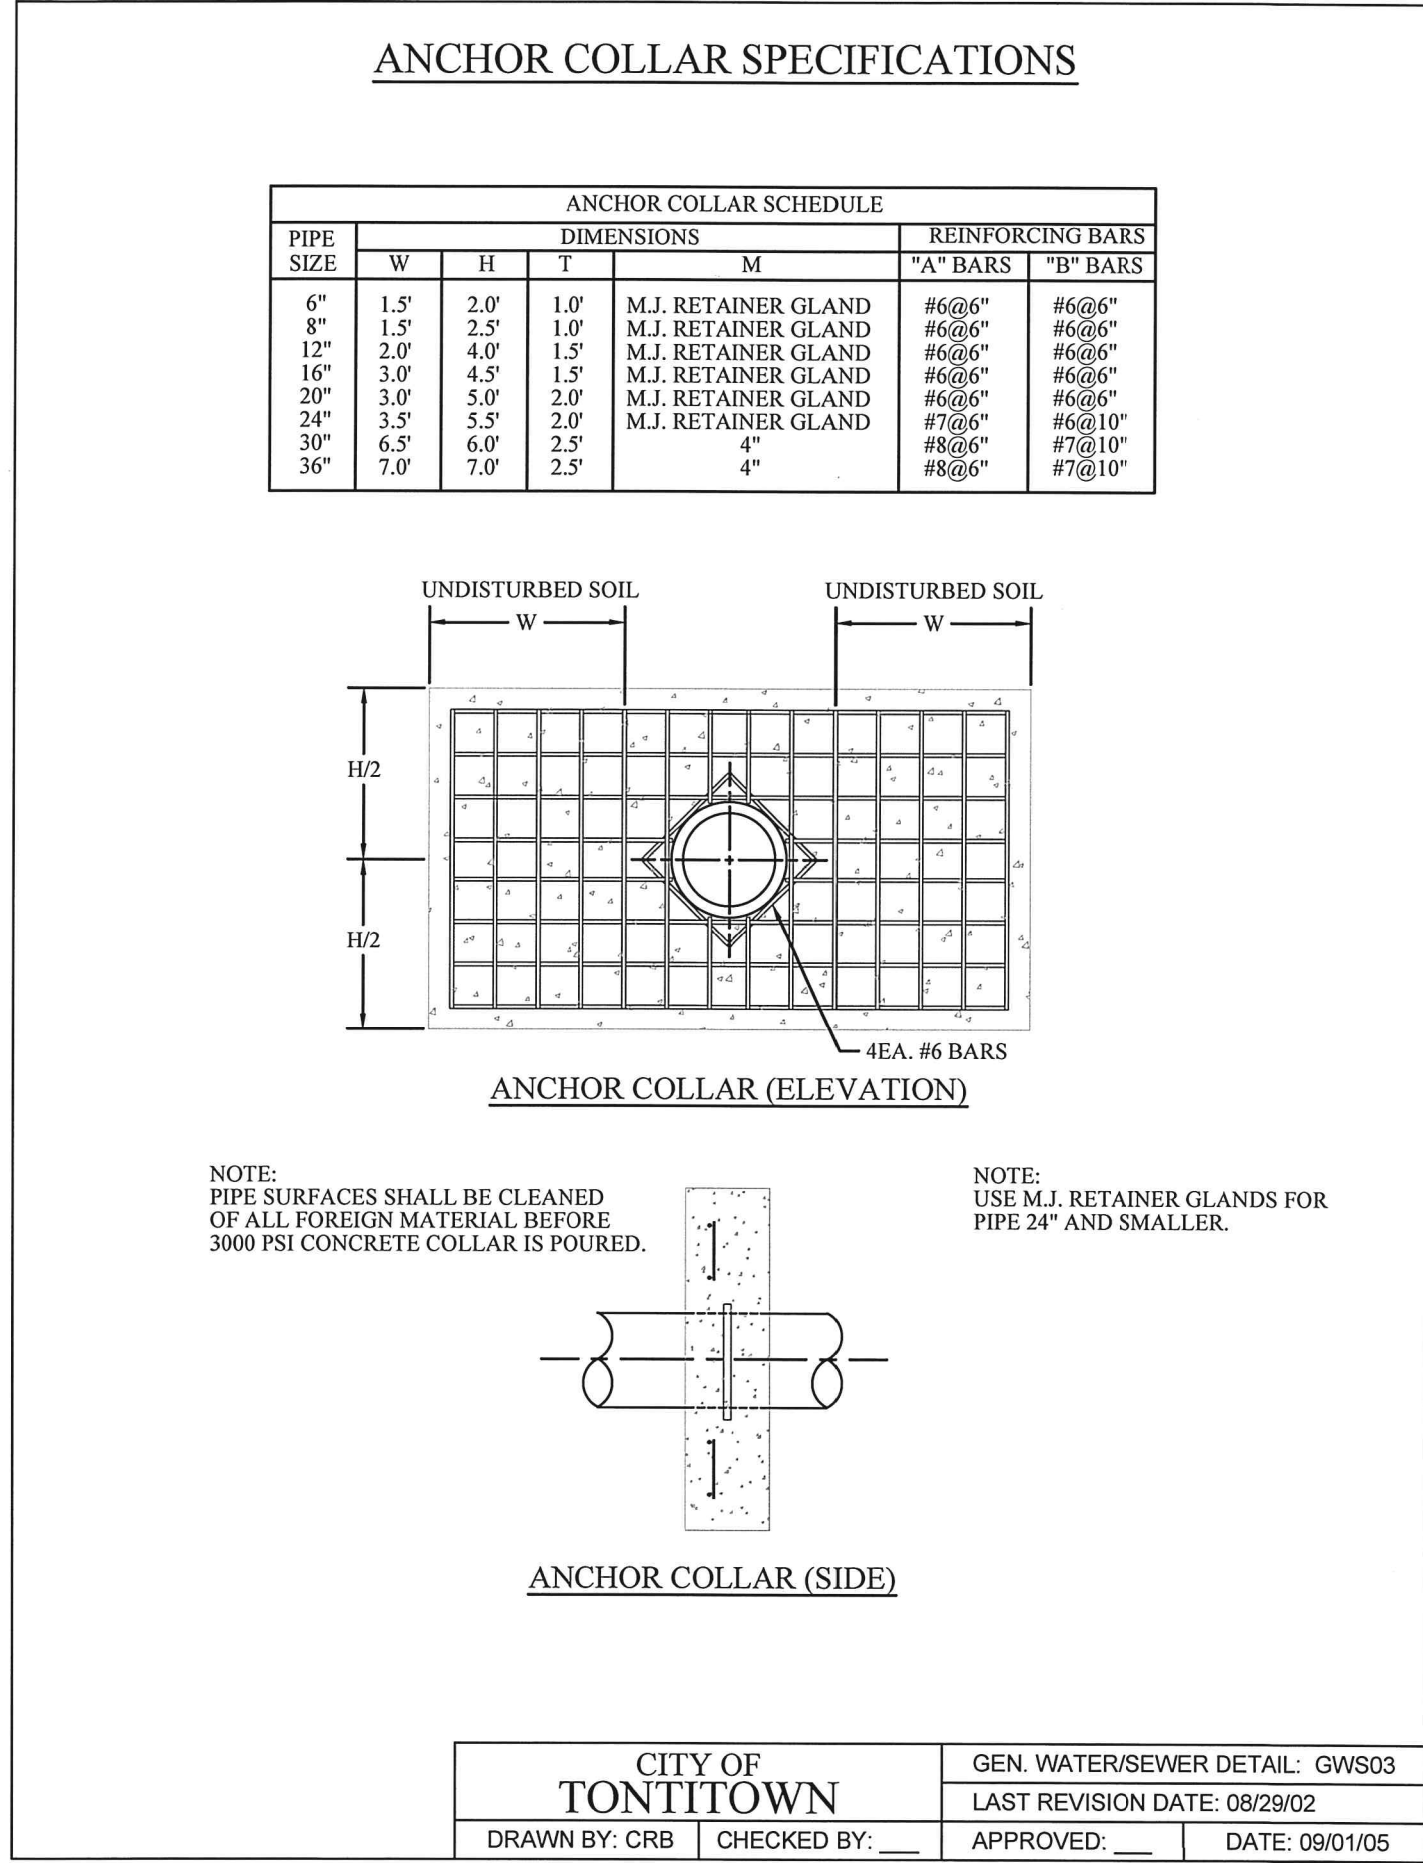 ANCHOR COLLAR SPECIFICATIONS
ANCHOR COLLAR SCHEDULE
PIPE SIZE DIMENSIONS REINFORCING BARS
W H T M "A" BARS "B" BARS
6" 1.5' 2.0' 1.0' M.J. RETAINER GLAND #6@6" #6@6"
8" 1.5' 2.5' 1.0' M.J. RETAINER GLAND #6@6" #6@6"
12" 2.0' 4.0' 1.5' M.J. RETAINER GLAND #6@6" #6@6"
16" 3.0' 4.5' 1.5' M.J. RETAINER GLAND #6@6" #6@6"
20" 3.0' 5.0' 2.0' M.J. RETAINER GLAND #6@6" #6@6"
24" 3.5' 5.5' 2.0' M.J. RETAINER GLAND #7@6" #6@10"
30" 6.5' 6.0' 2.5' 4" #8@6" #7@10"
36" 7.0' 7.0' 2.5' 4" #8@6" #7@10"
UNDISTURBED SOIL UNDISTURBED SOIL
W W
H/2
H/2
4EA. #6 BARS
ANCHOR COLLAR (ELEVATION)
NOTE:
PIPE SURFACES SHALL BE CLEANED
OF ALL FOREIGN MATERIAL BEFORE
3000 PSI CONCRETE COLLAR IS POURED.
NOTE:
USE M.J. RETAINER GLANDS FOR
PIPE 24" AND SMALLER.
ANCHOR COLLAR (SIDE)
CITY OF
TONTITOWN
GEN. WATER/SEWER DETAIL: GWS03
LAST REVISION DATE: 08/29/02
DRAWN BY: CRB CHECKED BY: ___ APPROVED: ___ DATE: 09/01/05